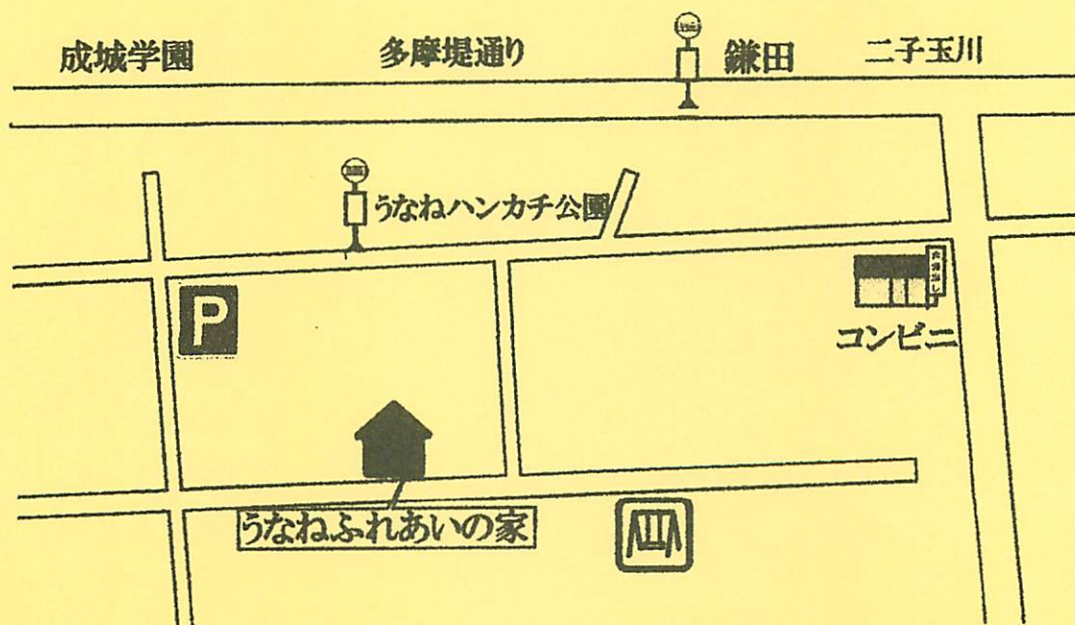 成城学園
多摩堤通り
鎌田
二子玉川
うなねハンカチ公園
P
コンビニ
うなねふれあいの家